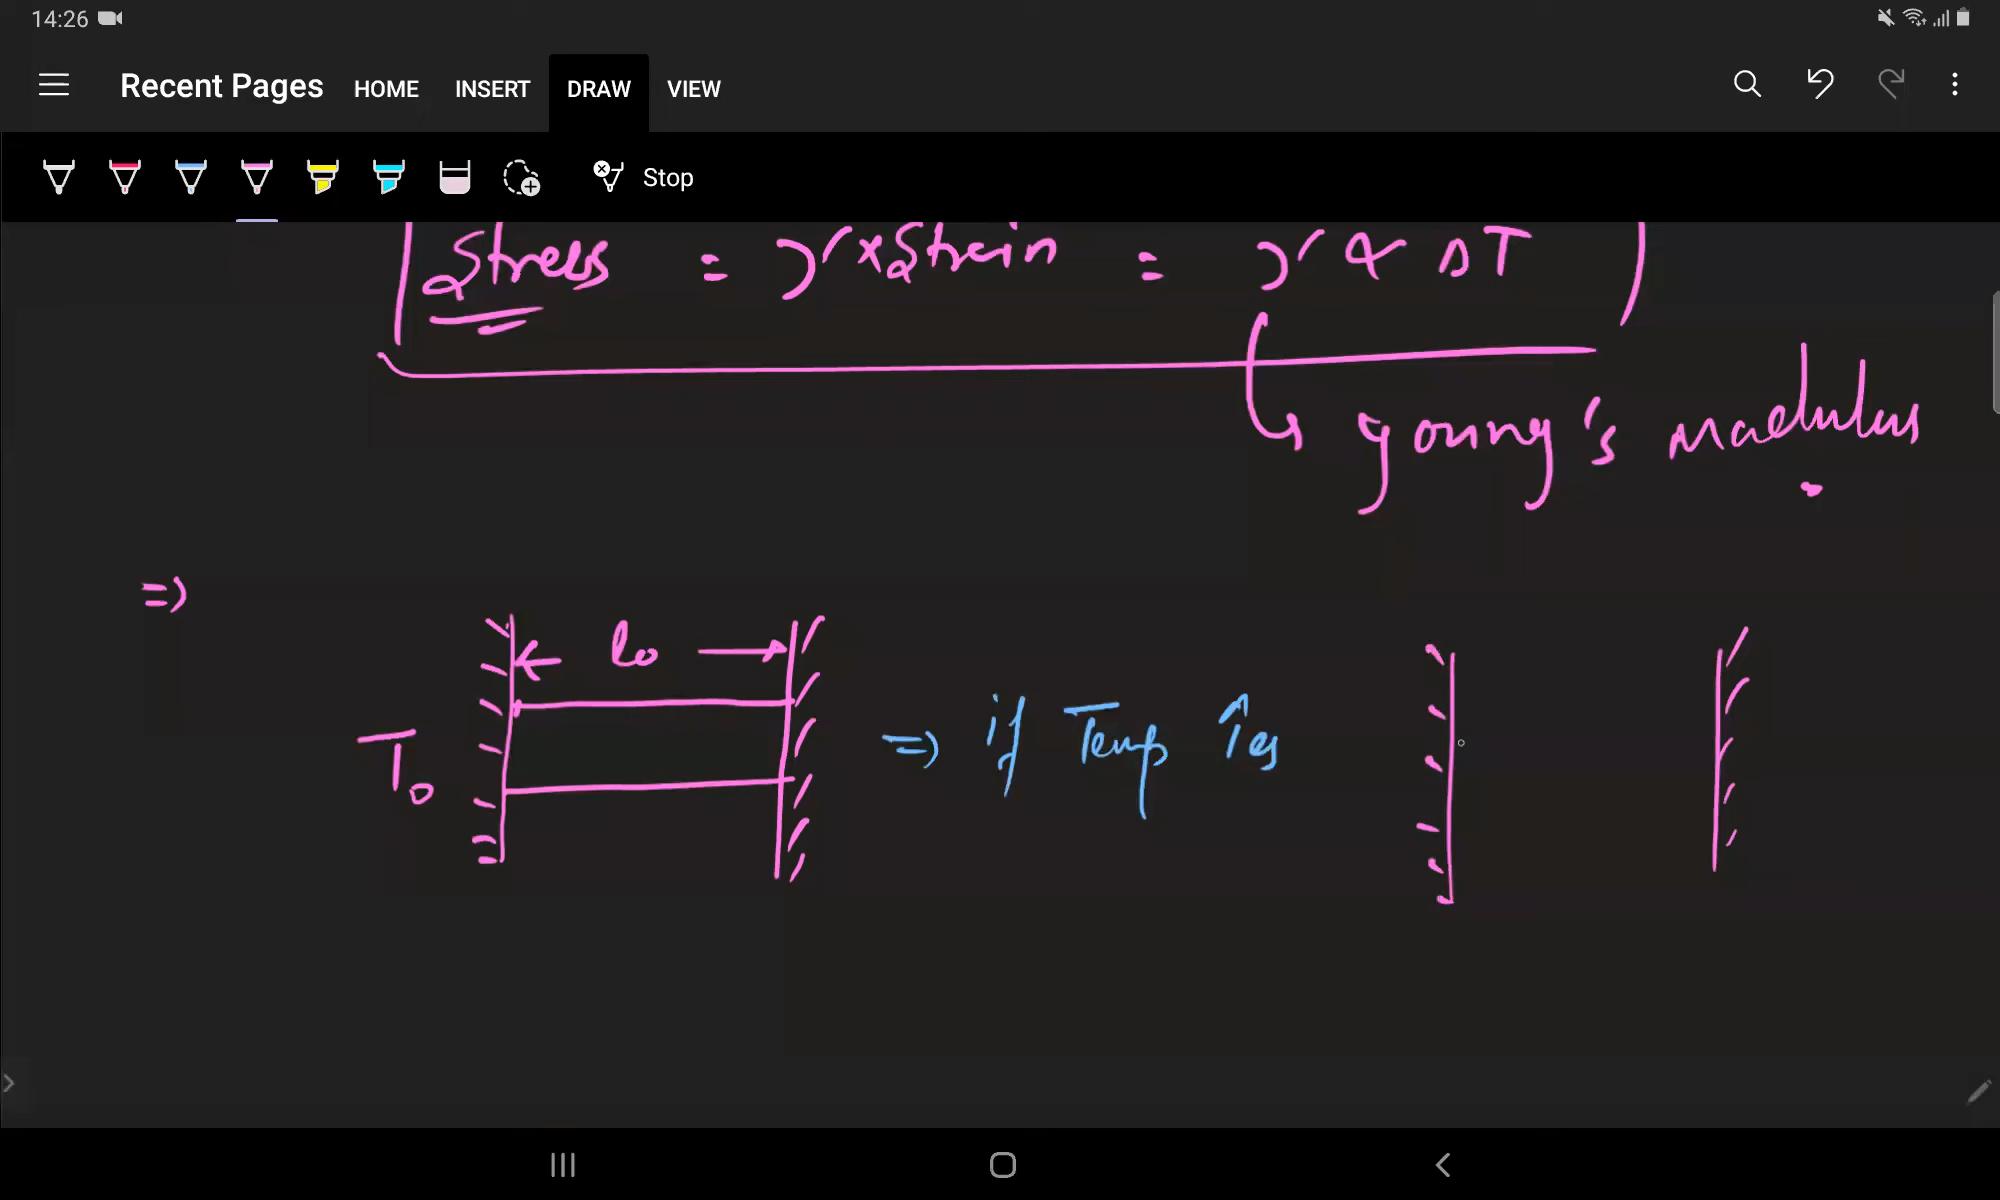 14:26
Recent Pages HOME INSERT DRAW VIEW
Stop
Stress = Y x Strain = Y α ΔT
young's modulus
=>
l₀
T₀ => if Temp ↑es